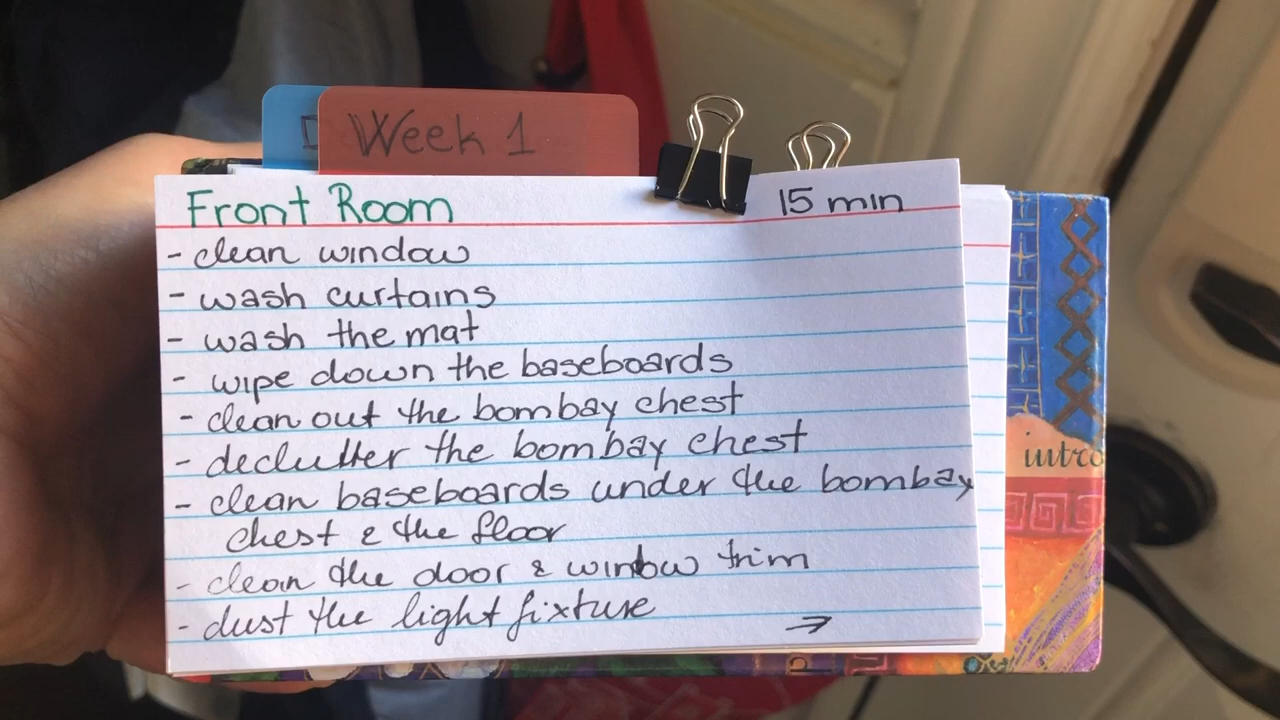 D
Week 1
Front Room 15 min
- clean window
- wash curtains
- wash the mat
- wipe down the baseboards
- clean out the bombay chest
- declutter the bombay chest
- clean baseboards under the bombay
chest & the floor
- clean the door & window trim
- dust the light fixture
→
intro